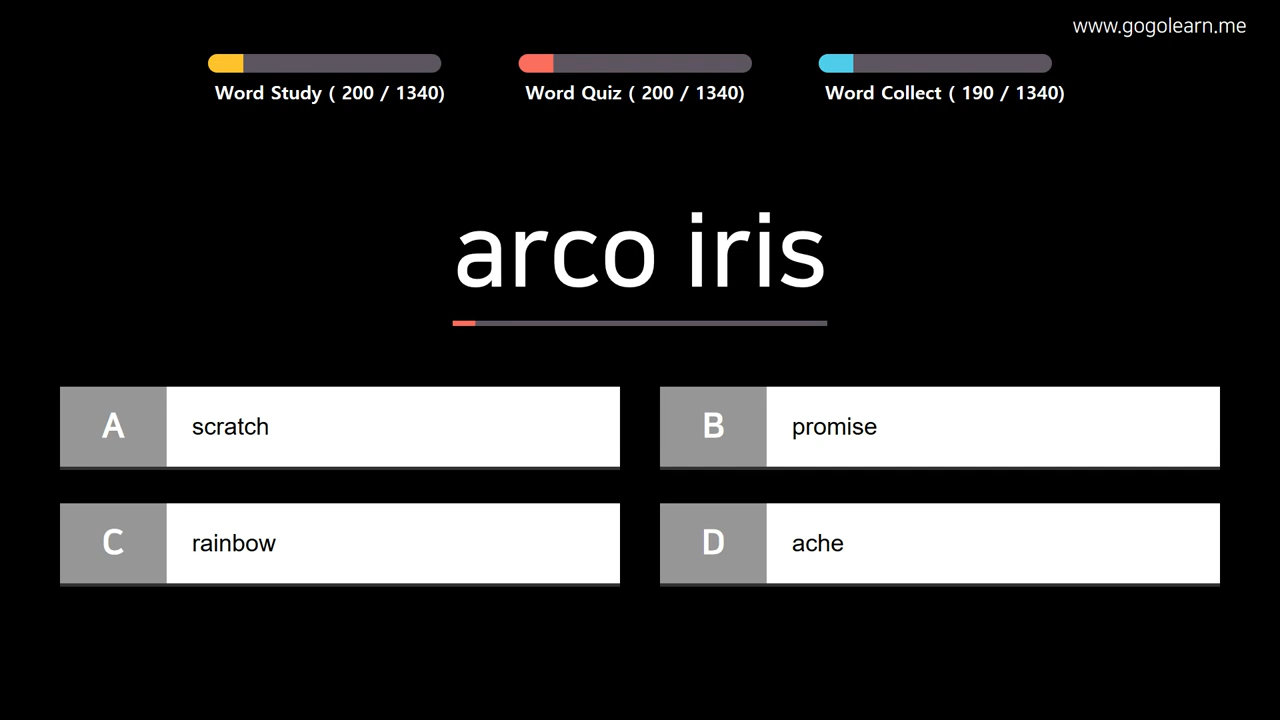 www.gogolearn.me
Word Study ( 200 / 1340)
Word Quiz ( 200 / 1340)
Word Collect ( 190 / 1340)
arco iris
A
scratch
B
promise
C
rainbow
D
ache